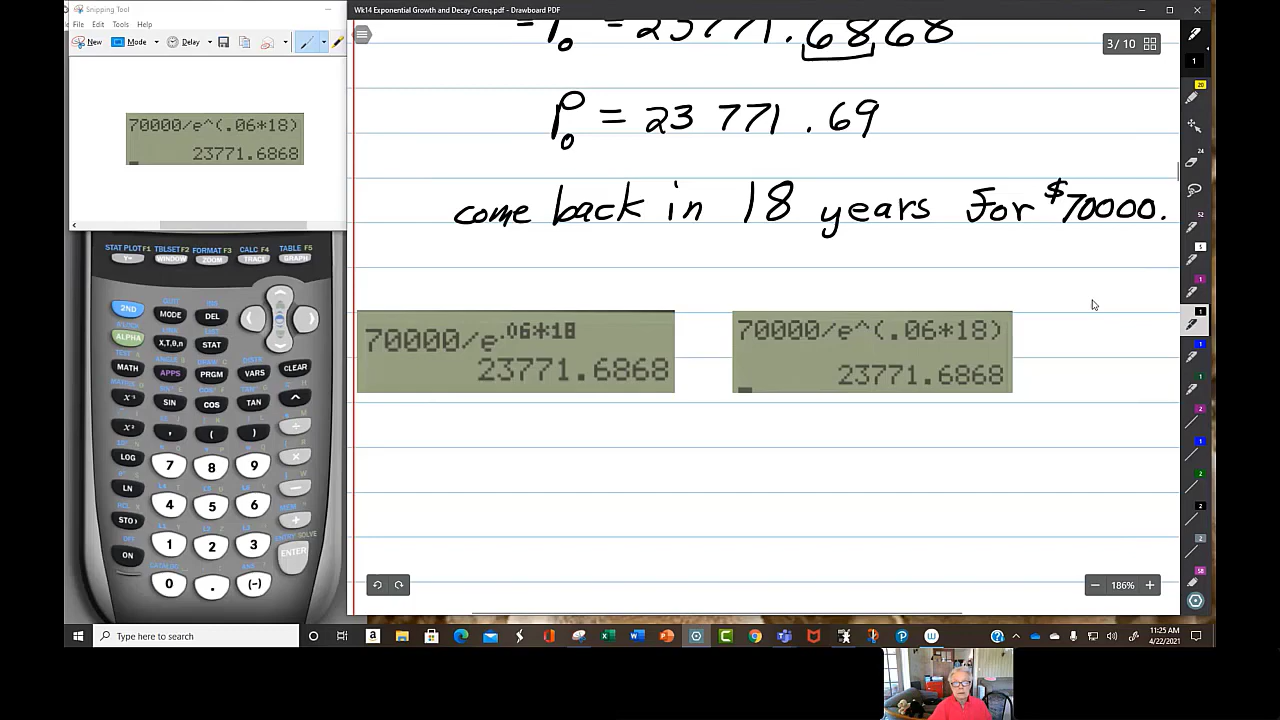 Snipping Tool
File Edit Tools Help
New Mode Delay
70000/e^(.06*18)
23771.6868
STAT PLOT F1 TBLSET F2 FORMAT F3 CALC F4 TABLE F5
Y= WINDOW ZOOM TRACE GRAPH
2ND MODE DEL
ALPHA X,T,θ,n STAT
MATH APPS PRGM VARS CLEAR
SIN COS TAN ^
x² , ( ) ÷
LOG 7 8 9 ×
LN 4 5 6 −
STO› 1 2 3 +
ON 0 . (-) ENTER
Wk14 Exponential Growth and Decay Coreq.pdf - Drawboard PDF
3/10
= P₀ = 23771.6868
P₀ = 23 771.69
come back in 18 years for $70000.
70000/e^.06*18
23771.6868
70000/e^(.06*18)
23771.6868
186%
Type here to search
11:25 AM
4/22/2021